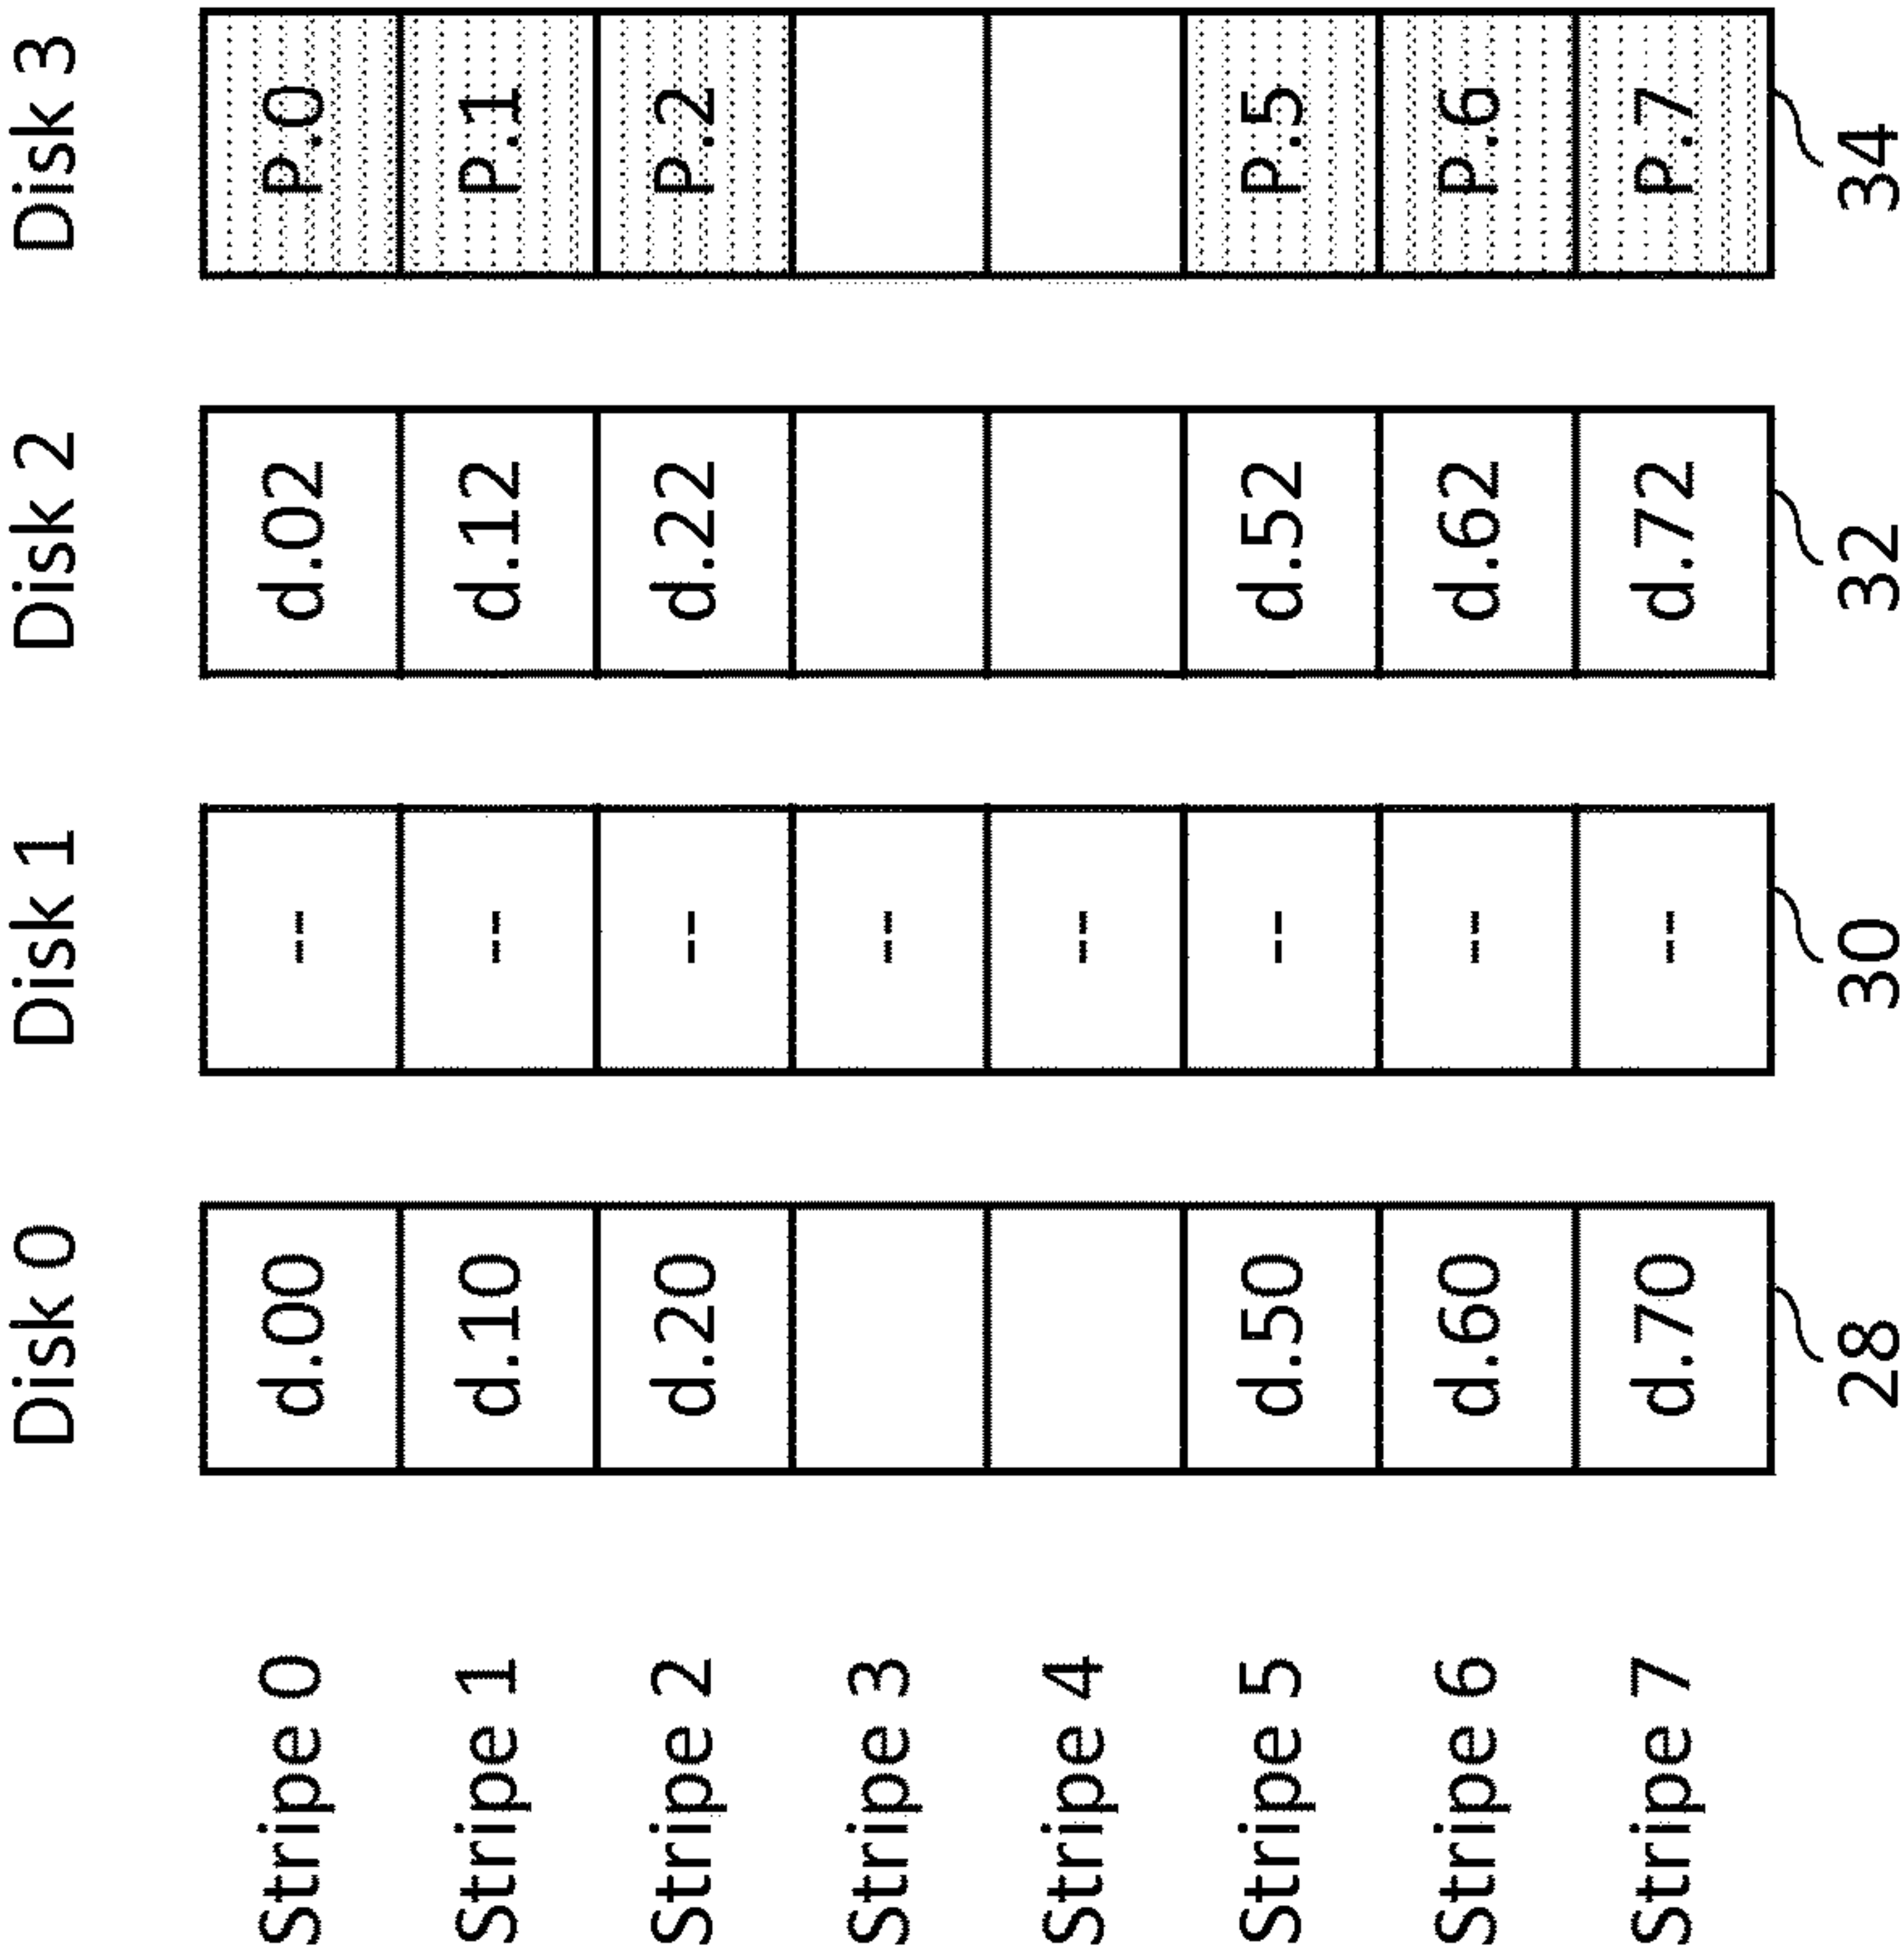 Disk 0 Disk 1 Disk 2 Disk 3
Stripe 0 d.00 -- d.02 P.0
Stripe 1 d.10 -- d.12 P.1
Stripe 2 d.20 -- d.22 P.2
Stripe 3 --
Stripe 4 --
Stripe 5 d.50 -- d.52 P.5
Stripe 6 d.60 -- d.62 P.6
Stripe 7 d.70 -- d.72 P.7
28 30 32 34